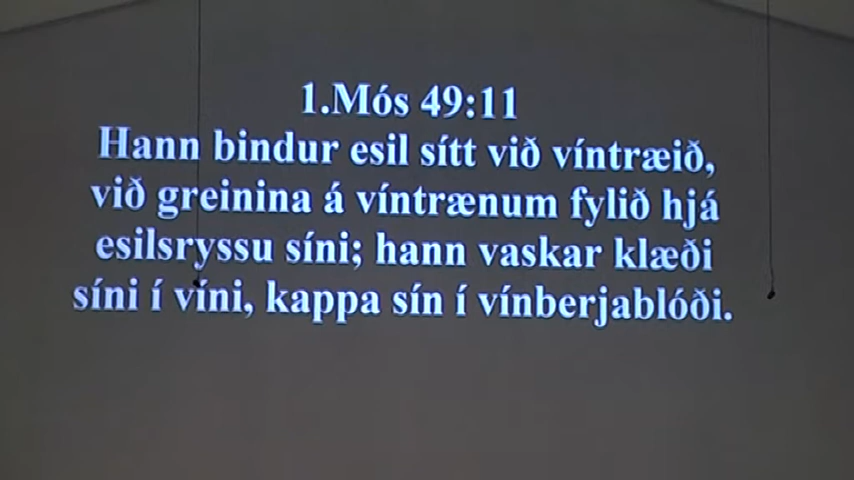 1.Mós 49:11
Hann bindur esil sítt við víntræið,
við greinina á víntrænum fylið hjá
esilsryssu síni; hann vaskar klæði
síni í víni, kappa sín í vínberjablóði.